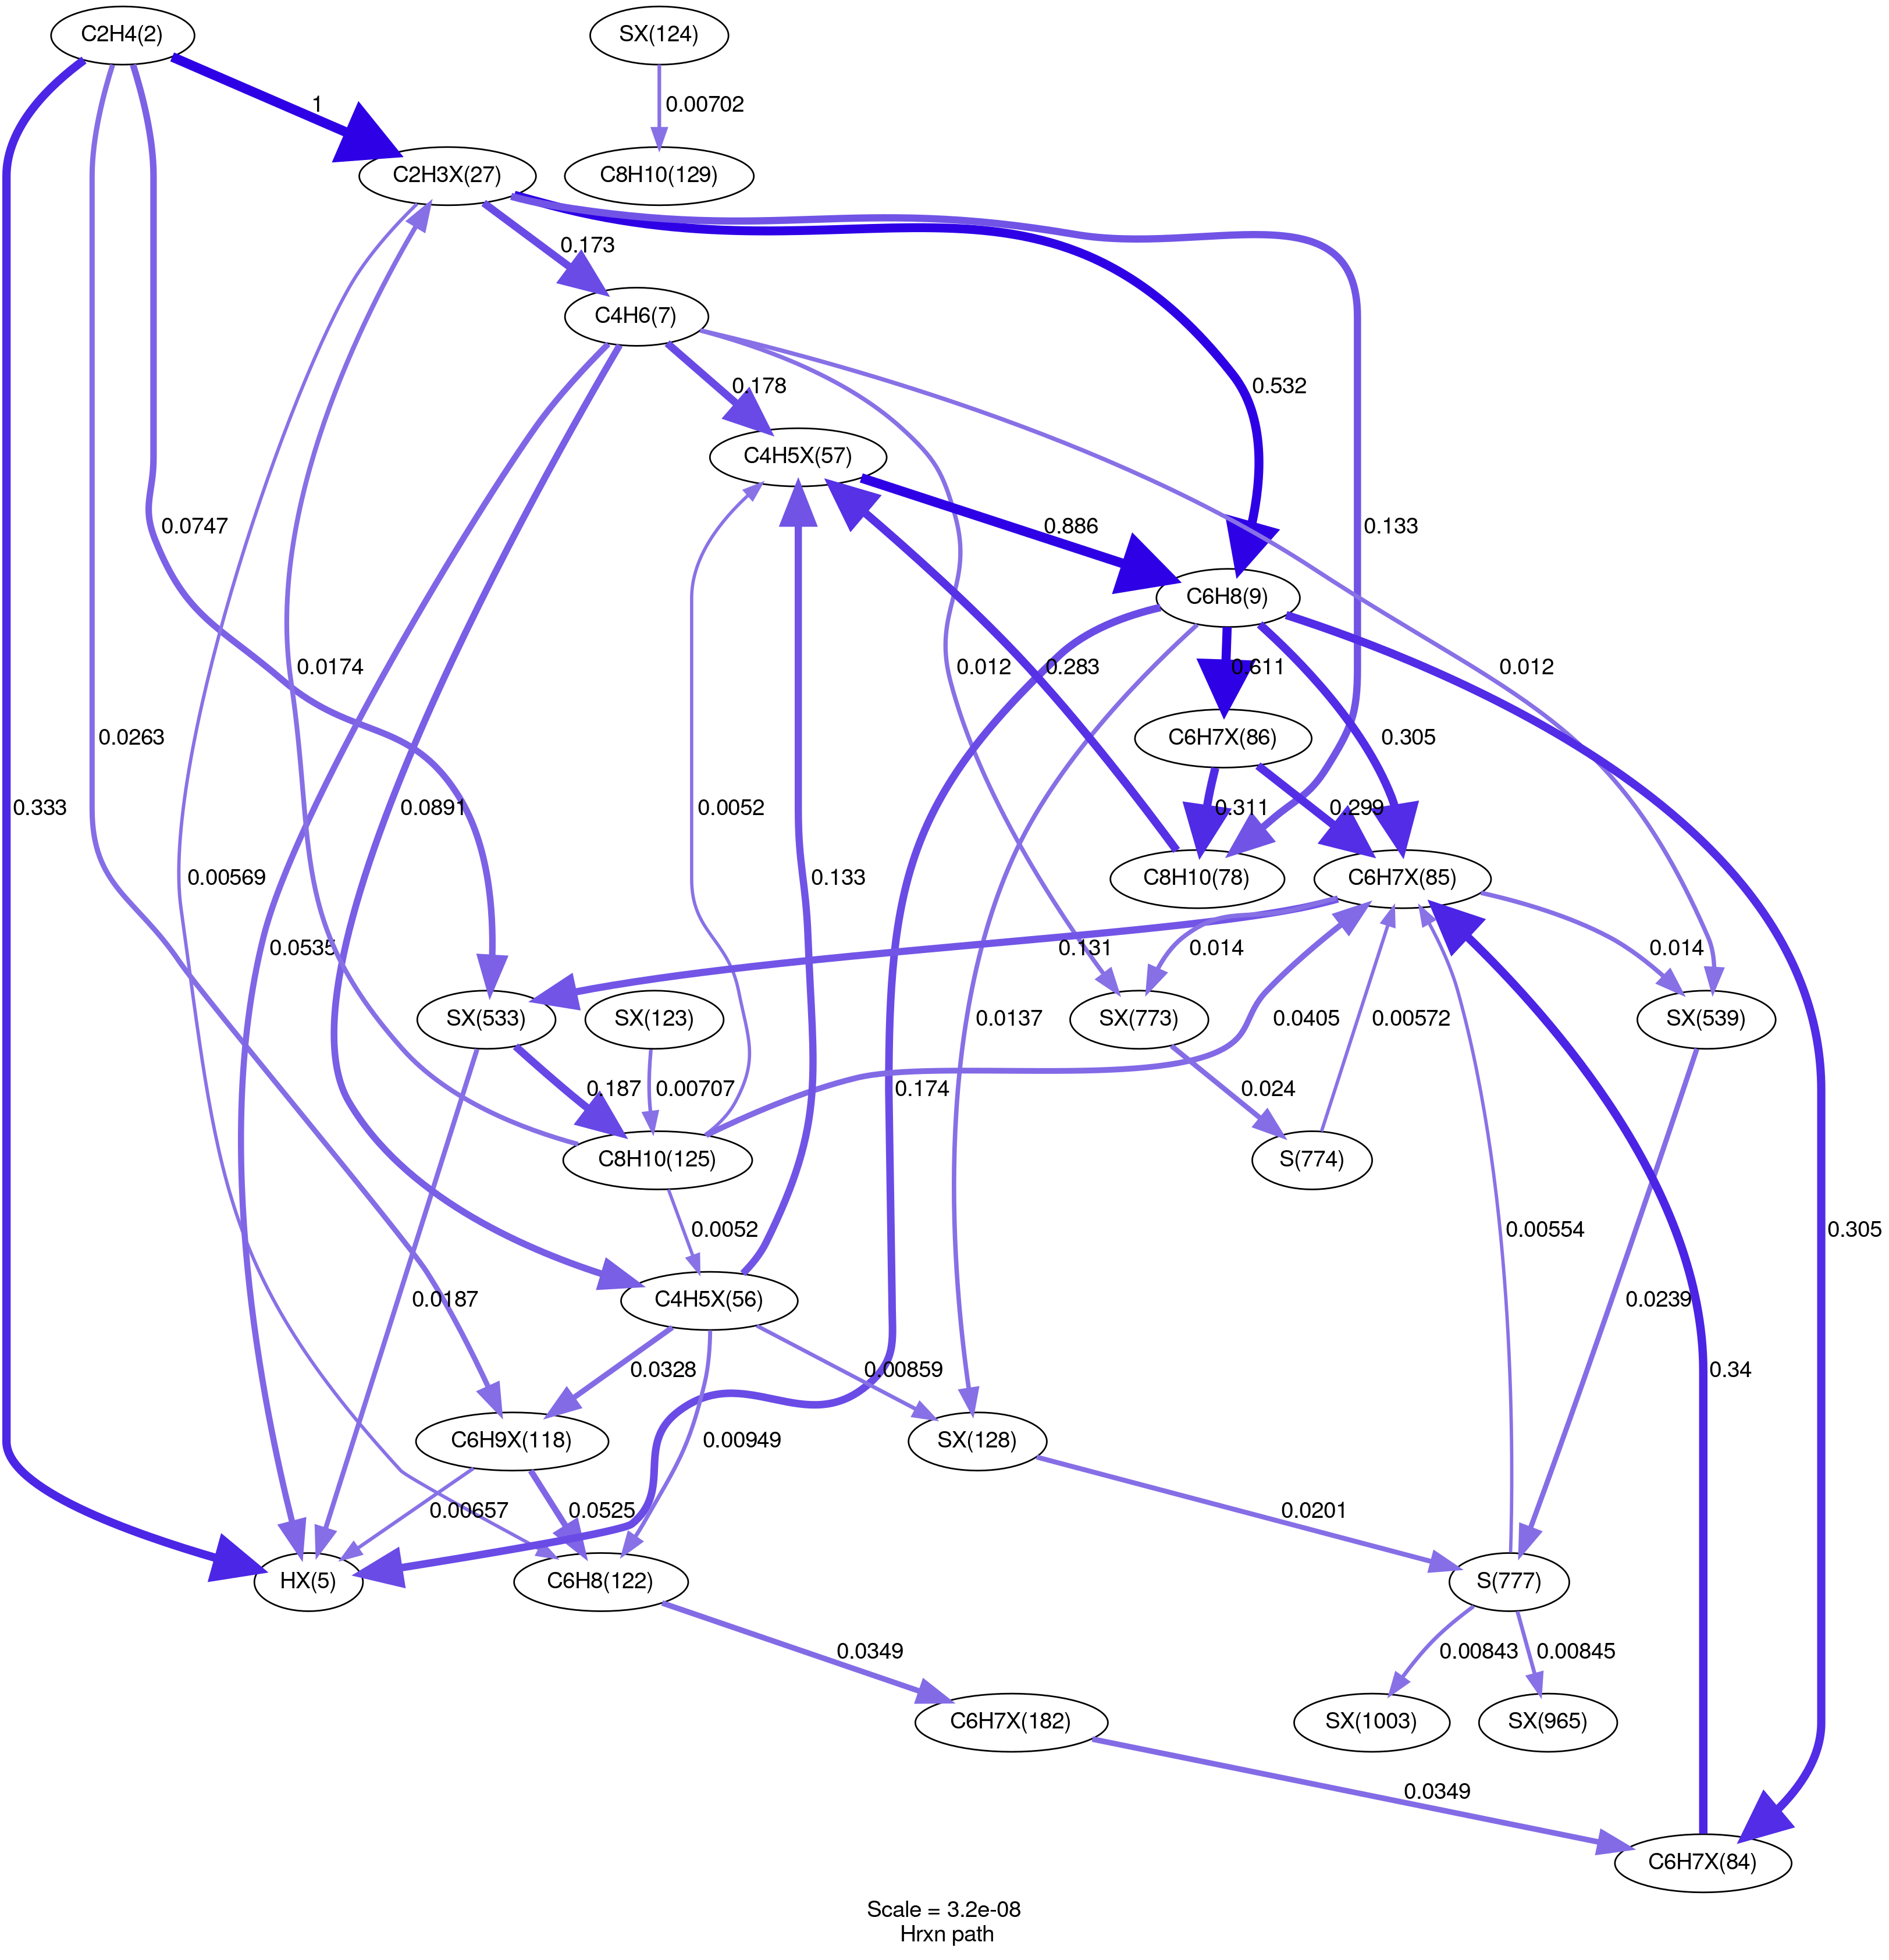 C2H4(2)
SX(124)
1
0.00702
C2H3X(27)
C8H10(129)
0.173
C4H6(7)
0.178
0.532
C4H5X(57)
0.0747
0.886
0.133
C6H8(9)
0.0174
0.012
0.283
0.611
0.012
0.0263
C6H7X(86)
0.305
0.333
0.0891
0.0052
0.311
0.299
0.00569
0.133
C8H10(78)
C6H7X(85)
0.0535
0.131
0.014
0.014
SX(533)
SX(123)
0.0137
SX(773)
0.0405
0.00572
SX(539)
0.187
0.00707
0.174
0.024
C8H10(125)
S(774)
0.0052
0.00554
0.305
0.0187
C4H5X(56)
0.0239
0.0328
0.00859
0.34
C6H9X(118)
0.00949
SX(128)
0.00657
0.0525
0.0201
HX(5)
C6H8(122)
S(777)
0.0349
0.00843
0.00845
C6H7X(182)
SX(1003)
SX(965)
0.0349
C6H7X(84)
Scale = 3.2e-08
Hrxn path